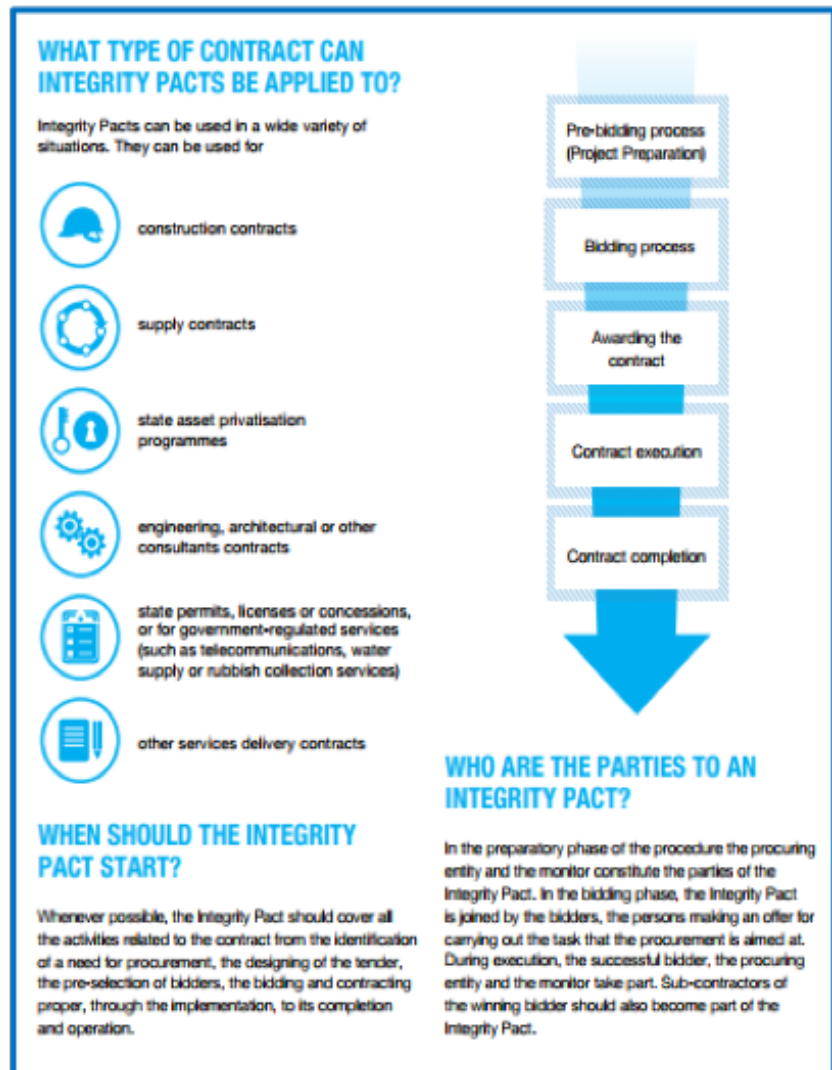 WHAT TYPE OF CONTRACT CAN
INTEGRITY PACTS BE APPLIED TO?
Integrity Pacts can be used in a wide variety of
situations. They can be used for
construction contracts
supply contracts
state asset privatisation
programmes
engineering, architectural or other
consultants contracts
state permits, licenses or concessions,
or for government-regulated services
(such as telecommunications, water
supply or rubbish collection services)
other services delivery contracts
WHEN SHOULD THE INTEGRITY
PACT START?
Whenever possible, the Integrity Pact should cover all
the activities related to the contract from the identification
of a need for procurement, the designing of the tender,
the pre-selection of bidders, the bidding and contracting
proper, through the implementation, to its completion
and operation.
Pre-bidding process
(Project Preparation)
Bidding process
Awarding the
contract
Contract execution
Contract completion
WHO ARE THE PARTIES TO AN
INTEGRITY PACT?
In the preparatory phase of the procedure the procuring
entity and the monitor constitute the parties of the
Integrity Pact. In the bidding phase, the Integrity Pact
is joined by the bidders, the persons making an offer for
carrying out the task that the procurement is aimed at.
During execution, the successful bidder, the procuring
entity and the monitor take part. Sub-contractors of
the winning bidder should also become part of the
Integrity Pact.